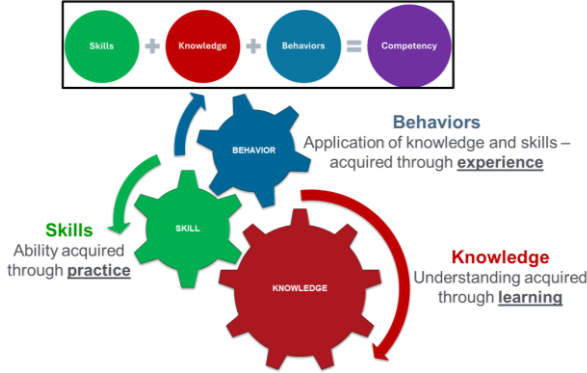 Skills + Knowledge + Behaviors = Competency
Behaviors
Application of knowledge and skills –
acquired through experience
BEHAVIOR
Skills
Ability acquired
through practice
SKILL
KNOWLEDGE
Knowledge
Understanding acquired
through learning